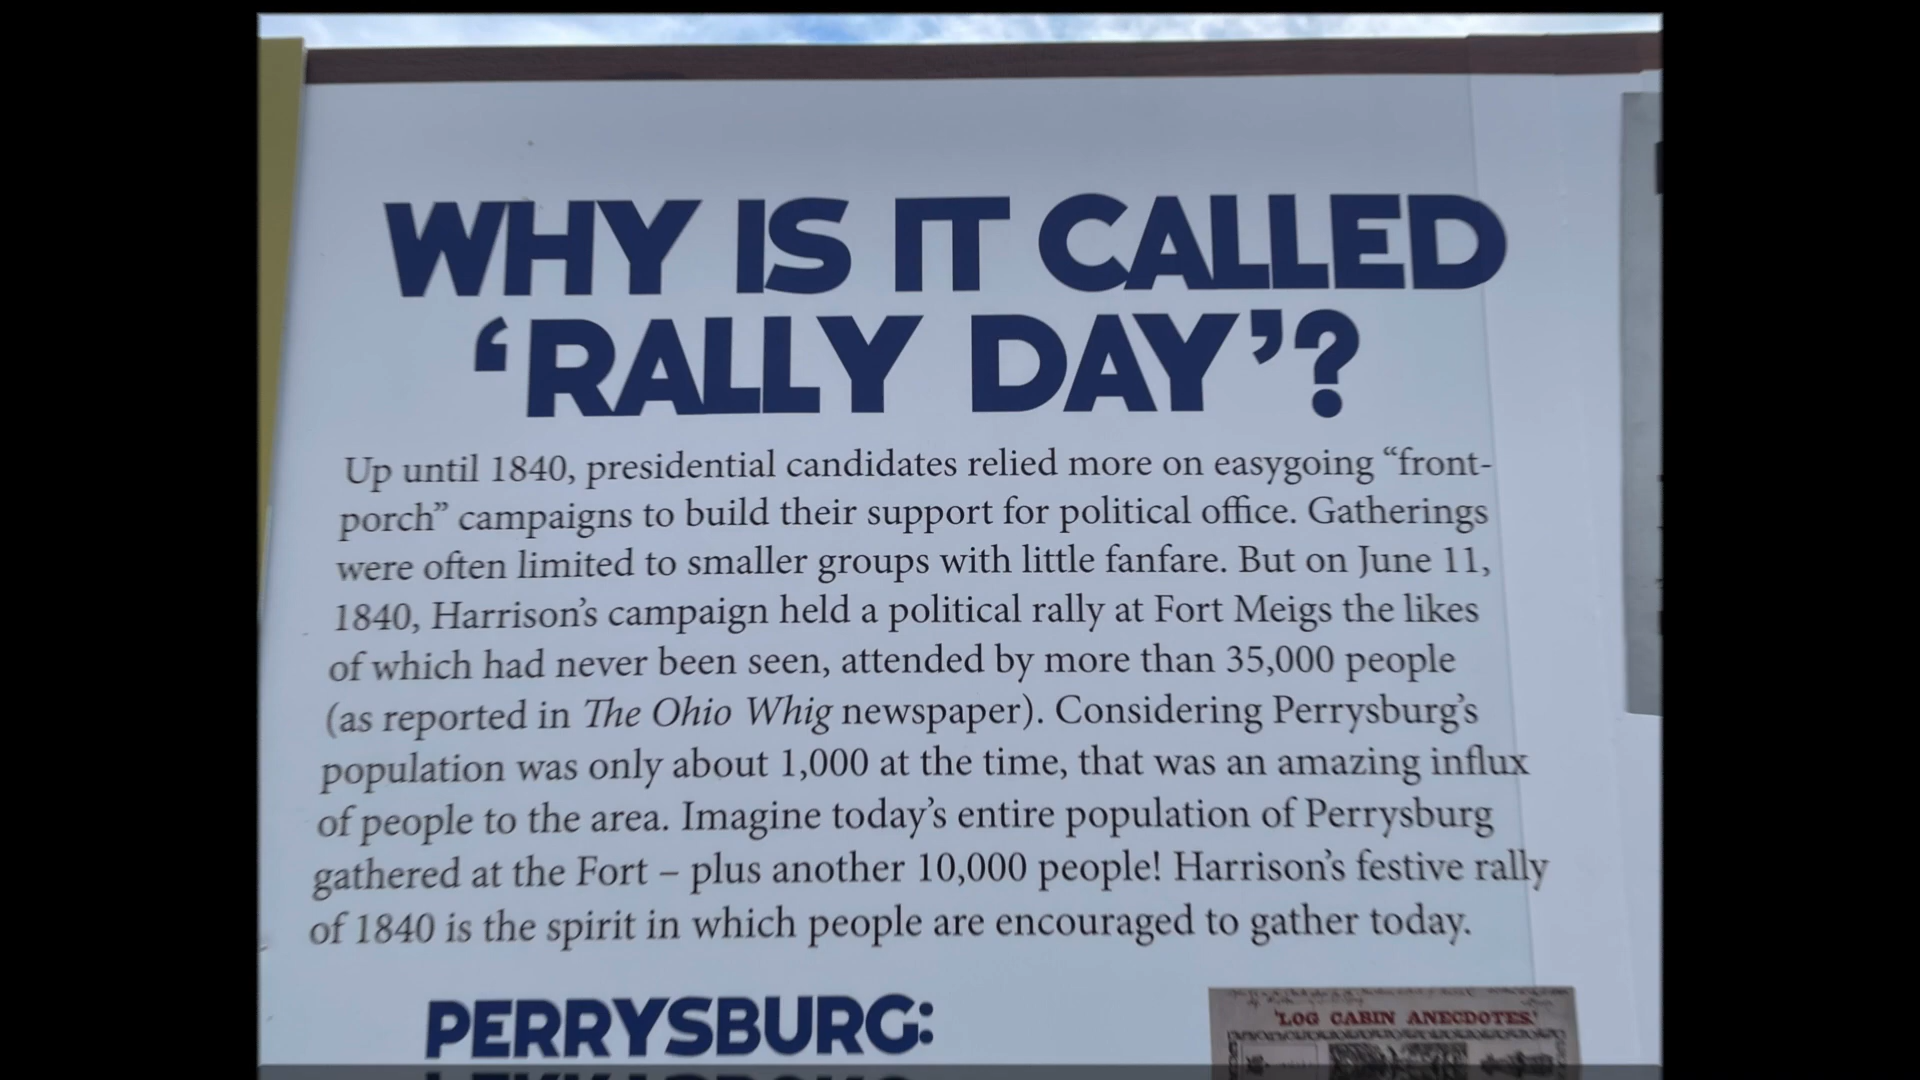 WHY IS IT CALLED
‘RALLY DAY’?
Up until 1840, presidential candidates relied more on easygoing “front-
porch” campaigns to build their support for political office. Gatherings
were often limited to smaller groups with little fanfare. But on June 11,
1840, Harrison’s campaign held a political rally at Fort Meigs the likes
of which had never been seen, attended by more than 35,000 people
(as reported in The Ohio Whig newspaper). Considering Perrysburg’s
population was only about 1,000 at the time, that was an amazing influx
of people to the area. Imagine today’s entire population of Perrysburg
gathered at the Fort – plus another 10,000 people! Harrison’s festive rally
of 1840 is the spirit in which people are encouraged to gather today.
PERRYSBURG:
'LOG CABIN ANECDOTES.'